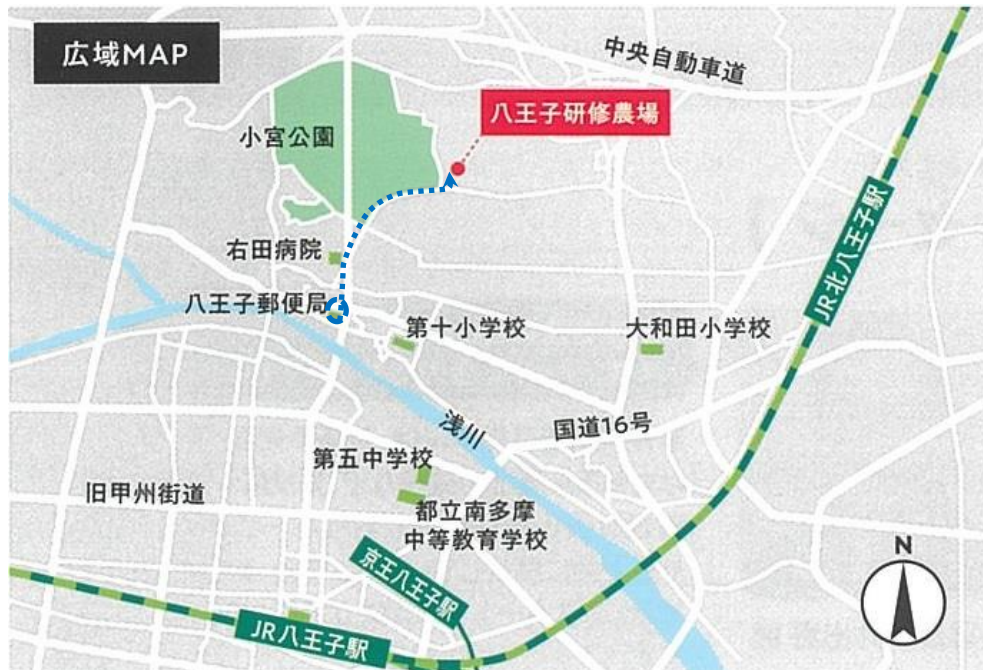 広域MAP
中央自動車道
八王子研修農場
小宮公園
JR北八王子駅
右田病院
八王子郵便局
第十小学校
大和田小学校
浅川
国道16号
第五中学校
旧甲州街道
都立南多摩
中等教育学校
京王八王子駅
N
JR八王子駅